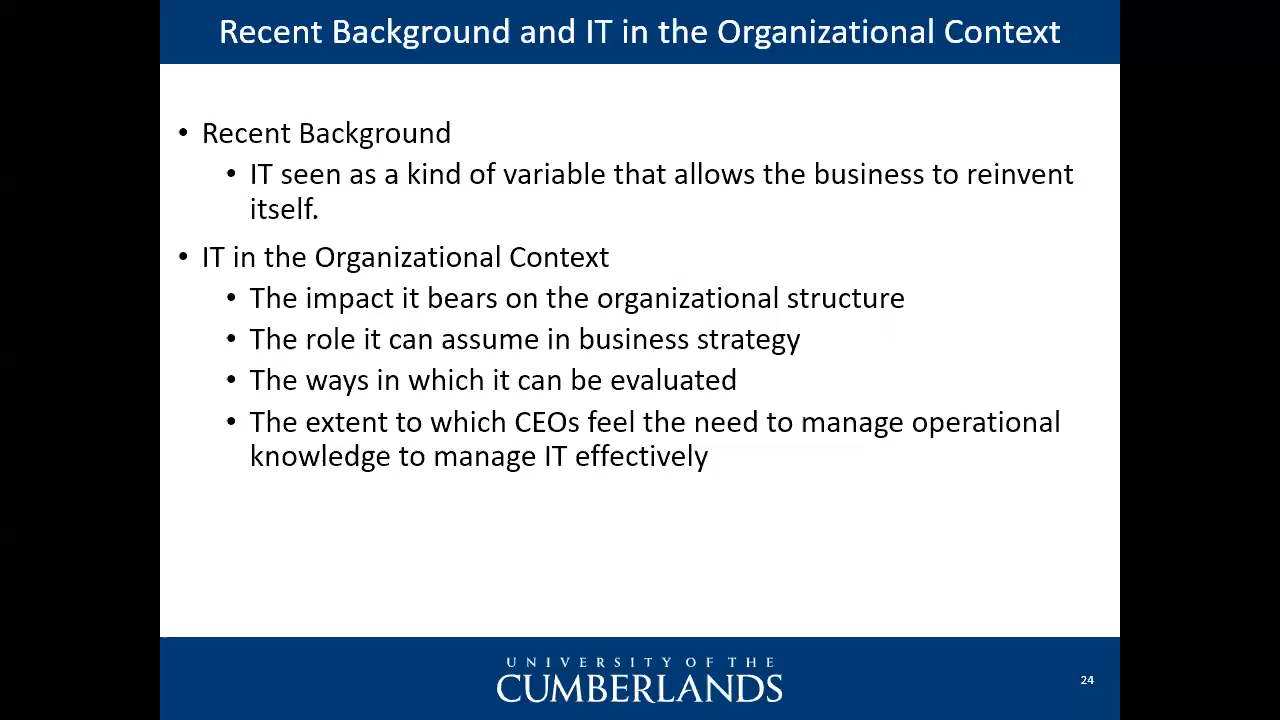 Recent Background and IT in the Organizational Context
• Recent Background
• IT seen as a kind of variable that allows the business to reinvent
itself.
• IT in the Organizational Context
• The impact it bears on the organizational structure
• The role it can assume in business strategy
• The ways in which it can be evaluated
• The extent to which CEOs feel the need to manage operational
knowledge to manage IT effectively
UNIVERSITY OF THE
CUMBERLANDS
24